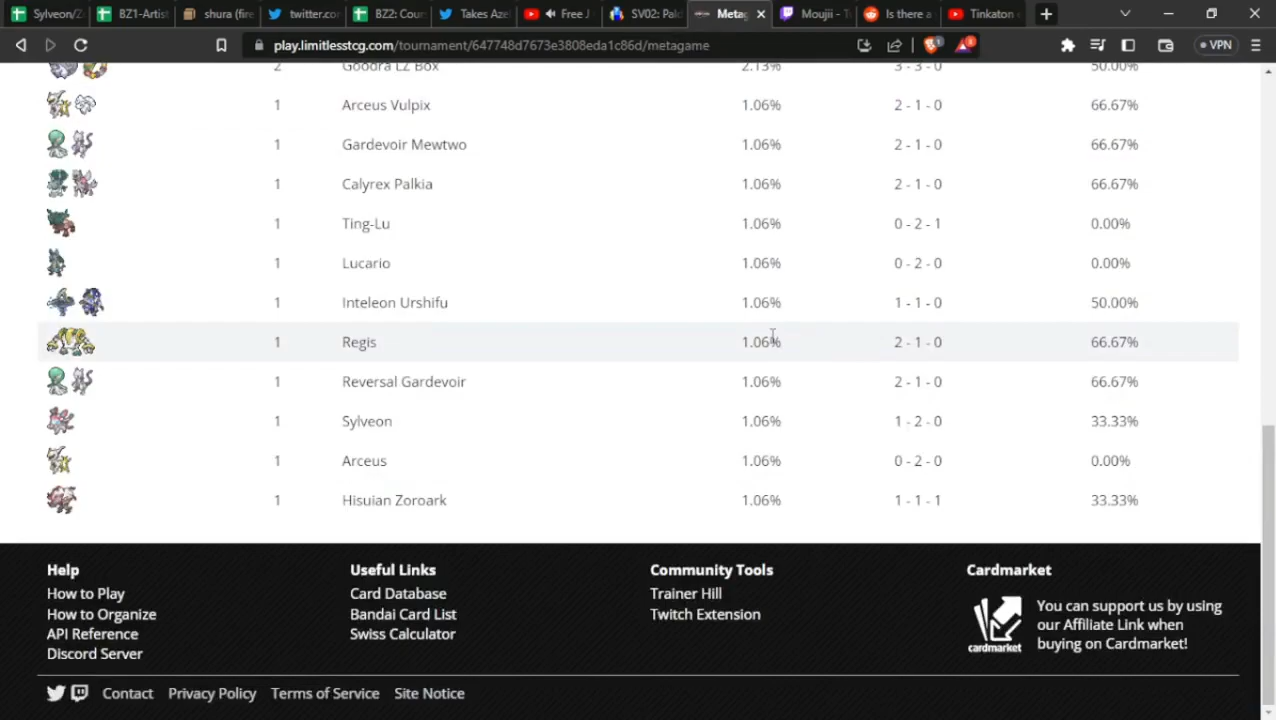 Sylveon/Z
BZ1-Artist
shura (fire
twitter.co
BZ2: Cour
Takes Aze
Free J
SV02: Pal
Metag
Moujii - T
Is there a
Tinkaton
play.limitlesstcg.com/tournament/647748d7673e3808eda1c86d/metagame
VPN
2 Goodra LZ Box 2.13% 3 - 3 - 0 50.00%
1 Arceus Vulpix 1.06% 2 - 1 - 0 66.67%
1 Gardevoir Mewtwo 1.06% 2 - 1 - 0 66.67%
1 Calyrex Palkia 1.06% 2 - 1 - 0 66.67%
1 Ting-Lu 1.06% 0 - 2 - 1 0.00%
1 Lucario 1.06% 0 - 2 - 0 0.00%
1 Inteleon Urshifu 1.06% 1 - 1 - 0 50.00%
1 Regis 1.06% 2 - 1 - 0 66.67%
1 Reversal Gardevoir 1.06% 2 - 1 - 0 66.67%
1 Sylveon 1.06% 1 - 2 - 0 33.33%
1 Arceus 1.06% 0 - 2 - 0 0.00%
1 Hisuian Zoroark 1.06% 1 - 1 - 1 33.33%
Help
How to Play
How to Organize
API Reference
Discord Server
Useful Links
Card Database
Bandai Card List
Swiss Calculator
Community Tools
Trainer Hill
Twitch Extension
Cardmarket
cardmarket
You can support us by using
our Affiliate Link when
buying on Cardmarket!
Contact Privacy Policy Terms of Service Site Notice